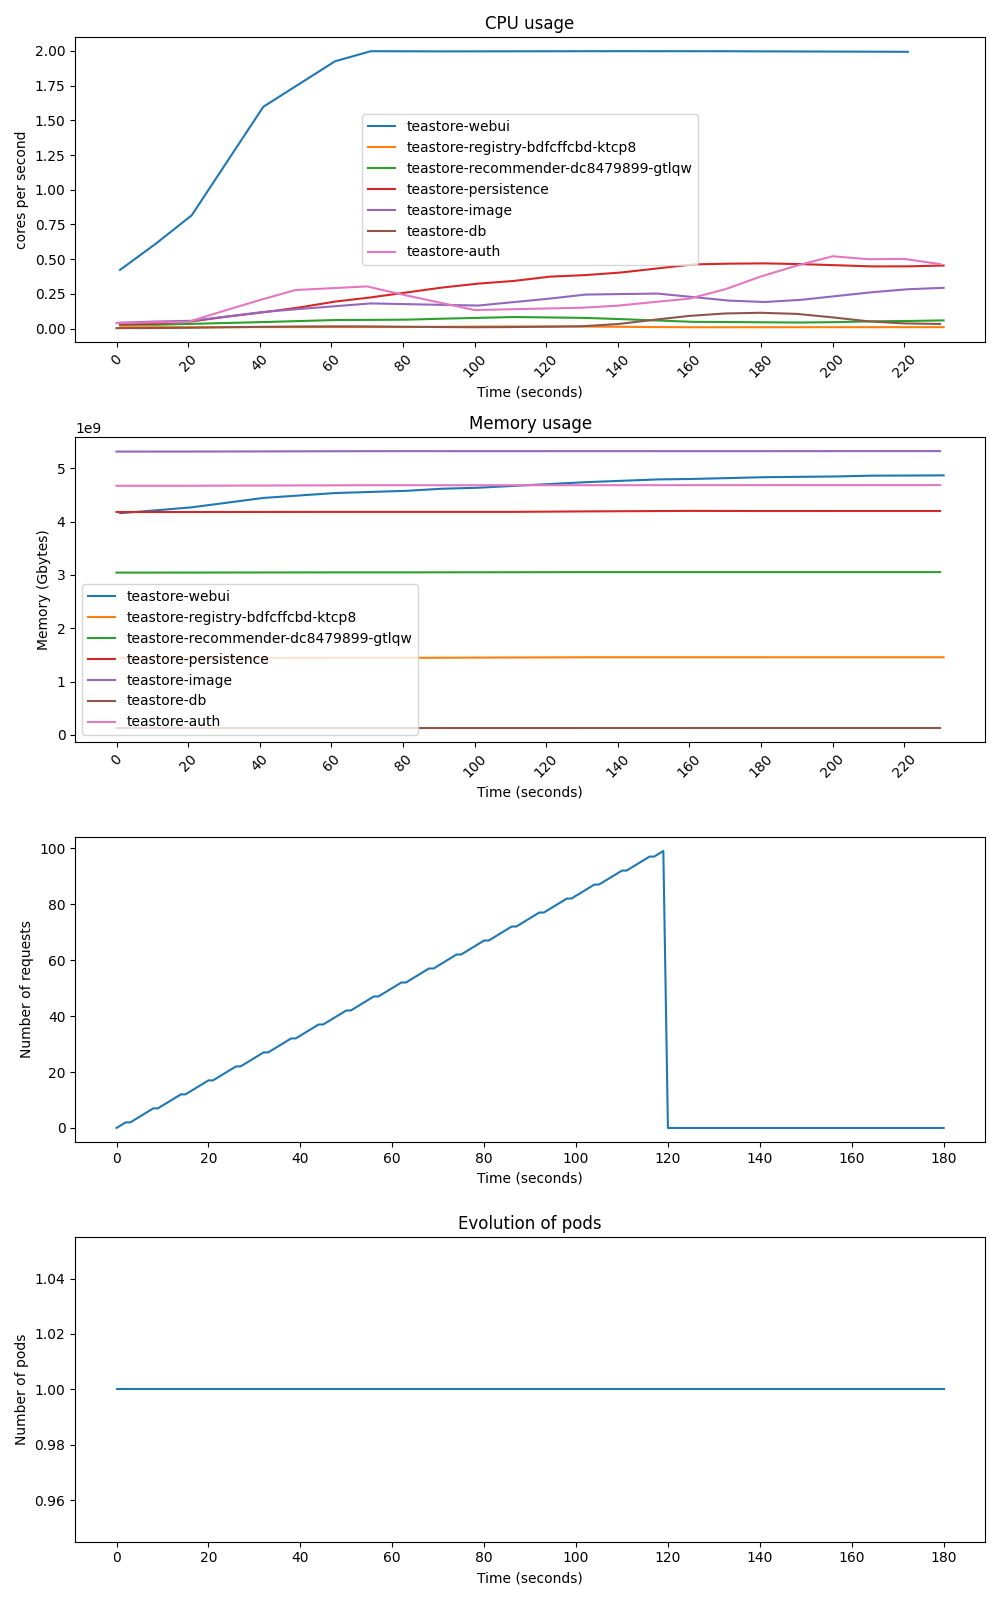 CPU usage
cores per second
2.00
1.75
1.50
1.25
1.00
0.75
0.50
0.25
0.00
teastore-webui
teastore-registry-bdfcffcbd-ktcp8
teastore-recommender-dc8479899-gtlqw
teastore-persistence
teastore-image
teastore-db
teastore-auth
0 20 40 60 80 100 120 140 160 180 200 220
Time (seconds)
Memory usage
1e9
Memory (Gbytes)
5
4
3
2
1
0
teastore-webui
teastore-registry-bdfcffcbd-ktcp8
teastore-recommender-dc8479899-gtlqw
teastore-persistence
teastore-image
teastore-db
teastore-auth
0 20 40 60 80 100 120 140 160 180 200 220
Time (seconds)
Number of requests
100
80
60
40
20
0
0 20 40 60 80 100 120 140 160 180
Time (seconds)
Evolution of pods
Number of pods
1.04
1.02
1.00
0.98
0.96
0 20 40 60 80 100 120 140 160 180
Time (seconds)